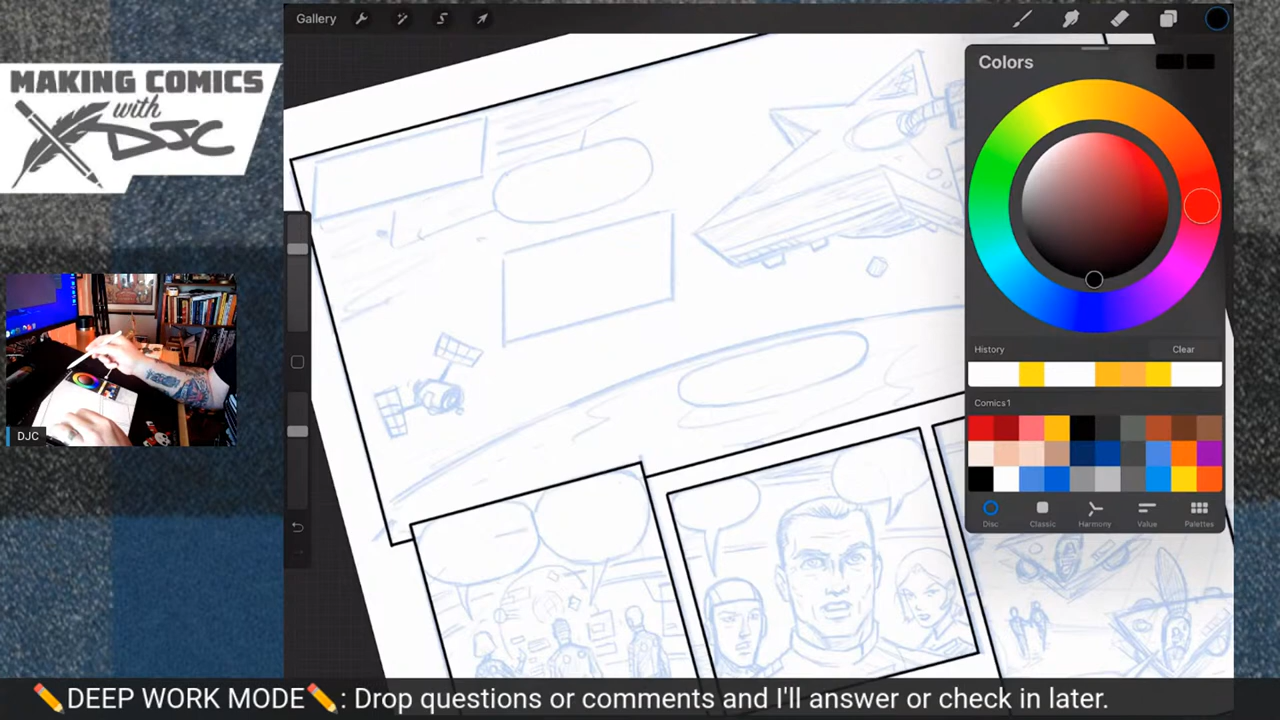 Gallery
MAKING COMICS
with
DJC
Colors
History
Clear
Comics1
Disc
Classic
Harmony
Value
Palettes
DJC
✏️DEEP WORK MODE✏️: Drop questions or comments and I'll answer or check in later.